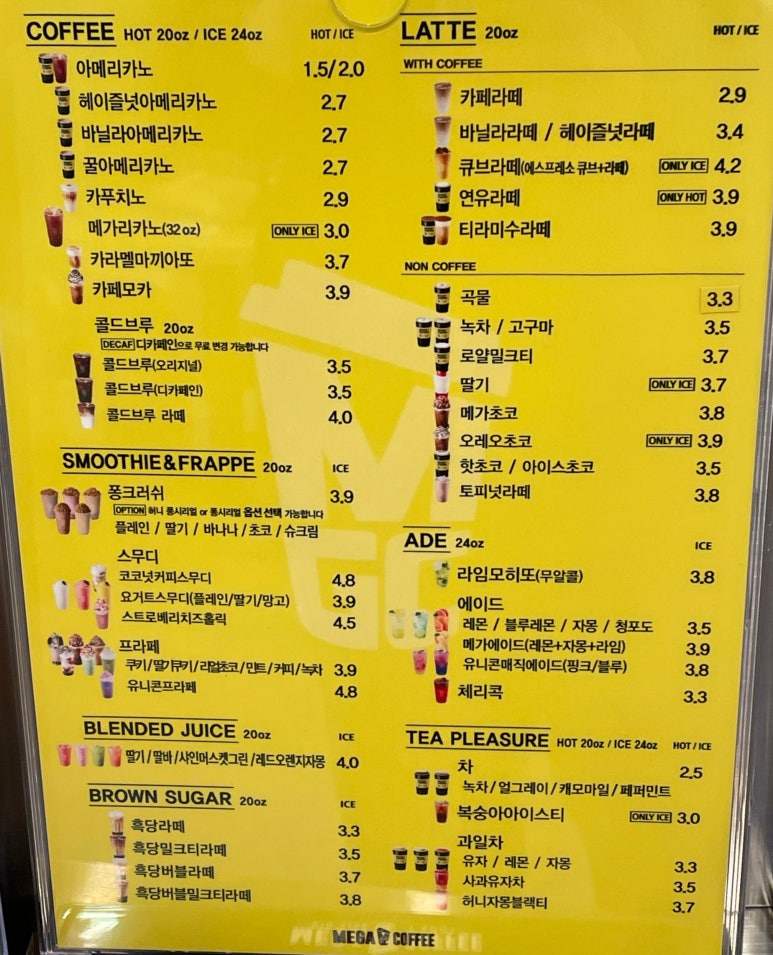 COFFEE HOT 20oz / ICE 24oz HOT / ICE
아메리카노 1.5/2.0
헤이즐넛아메리카노 2.7
바닐라아메리카노 2.7
꿀아메리카노 2.7
카푸치노 2.9
메가리카노(32oz) ONLY ICE 3.0
카라멜마끼아또 3.7
카페모카 3.9
콜드브루 20oz
DECAF 디카페인으로 무료 변경 가능합니다
콜드브루(오리지널) 3.5
콜드브루(디카페인) 3.5
콜드브루 라떼 4.0
SMOOTHIE&FRAPPE 20oz ICE
퐁크러쉬 3.9
OPTION 허니 퐁시리얼 or 퐁시리얼 옵션 선택 가능합니다
플레인 / 딸기 / 바나나 / 초코 / 슈크림
스무디
코코넛커피스무디 4.8
요거트스무디(플레인/딸기/망고) 3.9
스트로베리치즈홀릭 4.5
프라페
쿠키/딸기쿠키/리얼초코/민트/커피/녹차 3.9
유니콘프라페 4.8
BLENDED JUICE 20oz ICE
딸기/딸바/샤인머스켓그린/레드오렌지자몽 4.0
BROWN SUGAR 20oz ICE
흑당라떼 3.3
흑당밀크티라떼 3.5
흑당버블라떼 3.7
흑당버블밀크티라떼 3.8
LATTE 20oz HOT / ICE
WITH COFFEE
카페라떼 2.9
바닐라라떼 / 헤이즐넛라떼 3.4
큐브라떼(에스프레소 큐브+라떼) ONLY ICE 4.2
연유라떼 ONLY HOT 3.9
티라미수라떼 3.9
NON COFFEE
곡물 3.3
녹차 / 고구마 3.5
로얄밀크티 3.7
딸기 ONLY ICE 3.7
메가초코 3.8
오레오초코 ONLY ICE 3.9
핫초코 / 아이스초코 3.5
토피넛라떼 3.8
ADE 24oz ICE
라임모히또(무알콜) 3.8
에이드
레몬 / 블루레몬 / 자몽 / 청포도 3.5
메가에이드(레몬+자몽+라임) 3.9
유니콘매직에이드(핑크/블루) 3.8
체리콕 3.3
TEA PLEASURE HOT 20oz / ICE 24oz HOT / ICE
차 2.5
녹차/얼그레이/캐모마일/페퍼민트
복숭아아이스티 ONLY ICE 3.0
과일차
유자 / 레몬 / 자몽 3.3
사과유자차 3.5
허니자몽블랙티 3.7
MEGA COFFEE